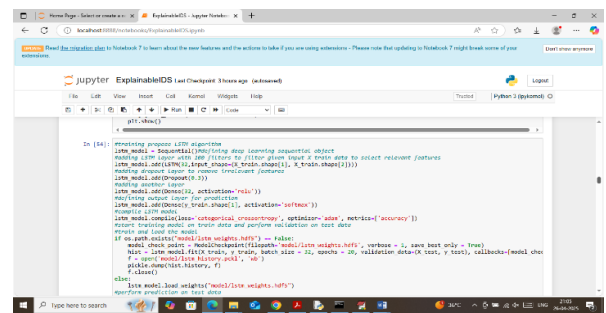 Home Page - Select or create a n
ExplainableIDS - Jupyter Notebo
localhost:8888/notebooks/ExplainableIDS.ipynb
Read the migration plan to Notebook 7 to learn about the new features and the actions to take if you are using extensions - Please note that updating to Notebook 7 might break some of your extensions.
Don't show anymore
jupyter ExplainableIDS Last Checkpoint: 3 hours ago (autosaved)
Logout
File Edit View Insert Cell Kernel Widgets Help
Trusted Python 3 (ipykernel)
Run Code
plt.show()
In [54]: #training propose LSTM algorithm
lstm_model = Sequential()#defining deep learning sequential object
#adding LSTM layer with 100 filters to filter given input X train data to select relevant features
lstm_model.add(LSTM(32,input_shape=(X_train.shape[1], X_train.shape[2])))
#adding dropout layer to remove irrelevant features
lstm_model.add(Dropout(0.3))
#adding another layer
lstm_model.add(Dense(32, activation='relu'))
#defining output layer for prediction
lstm_model.add(Dense(y_train.shape[1], activation='softmax'))
#compile LSTM model
lstm_model.compile(loss='categorical_crossentropy', optimizer='adam', metrics=['accuracy'])
#start training model on train data and perform validation on test data
#train and load the model
if os.path.exists("model/lstm_weights.hdf5") == False:
model_check_point = ModelCheckpoint(filepath='model/lstm_weights.hdf5', verbose = 1, save_best_only = True)
hist = lstm_model.fit(X_train, y_train, batch_size = 32, epochs = 20, validation_data=(X_test, y_test), callbacks=[model_chec
f = open('model/lstm_history.pckl', 'wb')
pickle.dump(hist.history, f)
f.close()
else:
lstm_model.load_weights("model/lstm_weights.hdf5")
#perform prediction on test data
Type here to search
36°C
ENG
21:03
26-04-2025